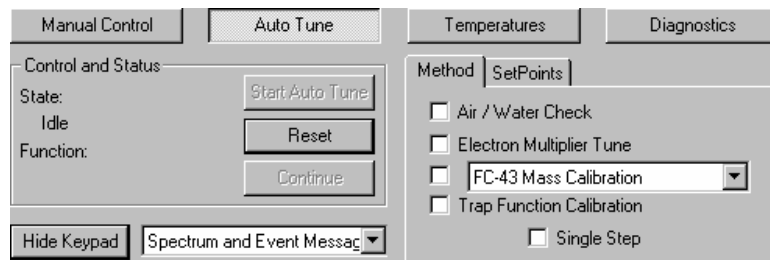 Manual Control Auto Tune Temperatures Diagnostics
Control and Status
State:
Idle
Function:
Start Auto Tune
Reset
Continue
Hide Keypad Spectrum and Event Messag
Method SetPoints
Air / Water Check
Electron Multiplier Tune
FC-43 Mass Calibration
Trap Function Calibration
Single Step